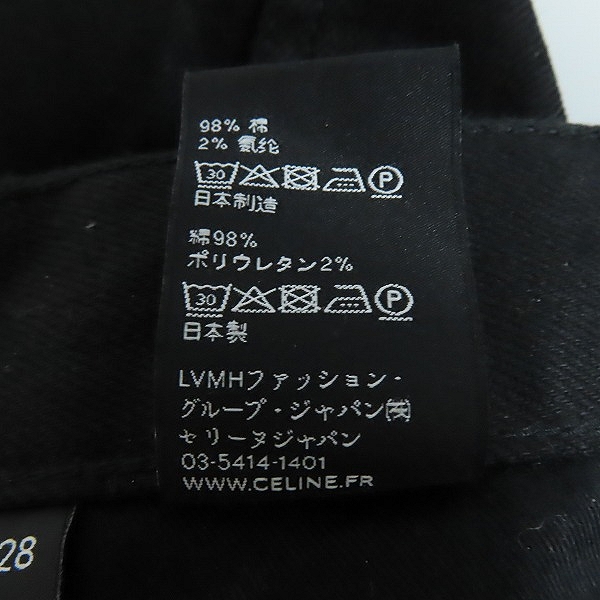 98% 棉
2% 氨纶
30 P
日本制造
綿98%
ポリウレタン2%
30 P
日本製
LVMHファッション・
グループ・ジャパン㈱
セリーヌジャパン
03-5414-1401
WWW.CELINE.FR
28